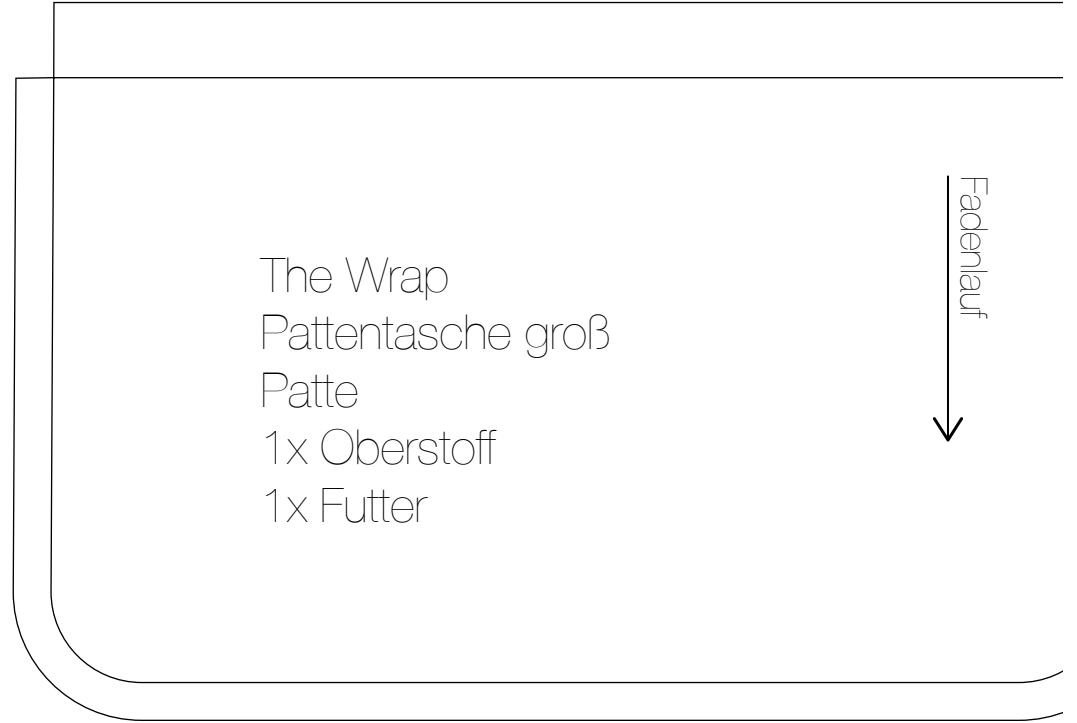 The Wrap
Pattentasche groß
Patte
1x Oberstoff
1x Futter
Fadenlauf